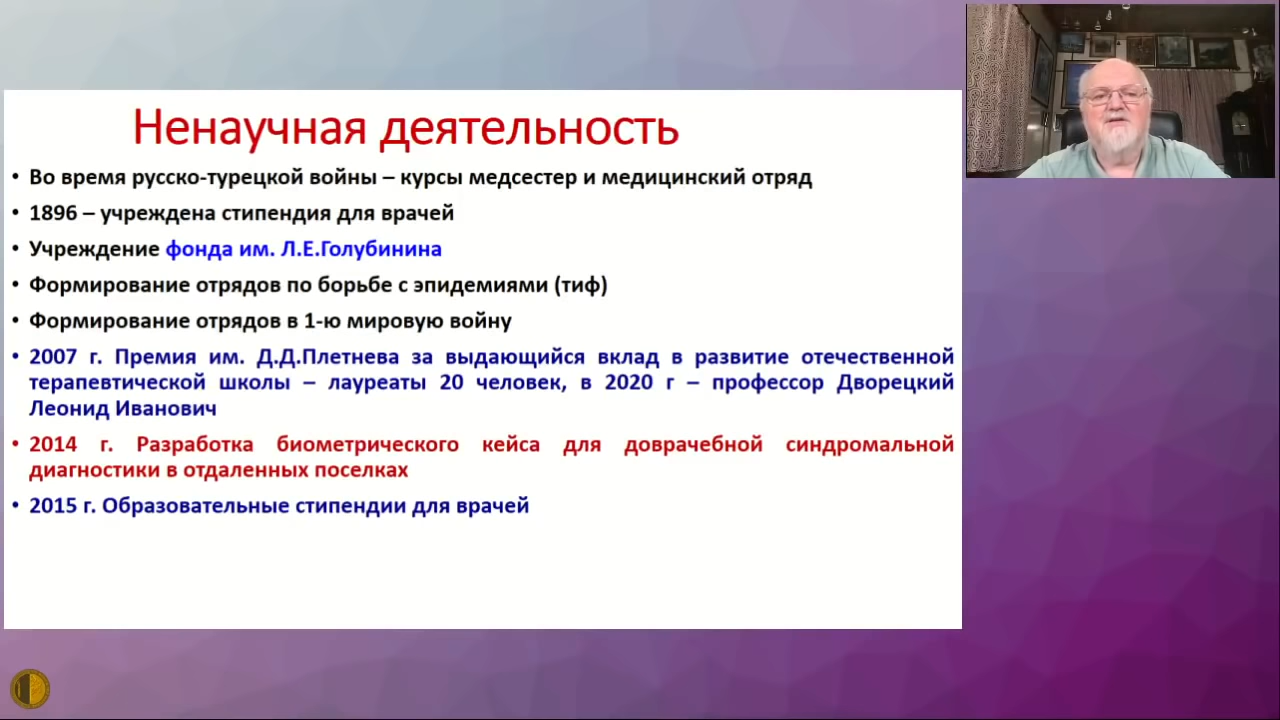 Ненаучная деятельность
• Во время русско-турецкой войны – курсы медсестер и медицинский отряд
• 1896 – учреждена стипендия для врачей
• Учреждение фонда им. Л.Е.Голубинина
• Формирование отрядов по борьбе с эпидемиями (тиф)
• Формирование отрядов в 1-ю мировую войну
• 2007 г. Премия им. Д.Д.Плетнева за выдающийся вклад в развитие отечественной
терапевтической школы – лауреаты 20 человек, в 2020 г – профессор Дворецкий
Леонид Иванович
• 2014 г. Разработка биометрического кейса для доврачебной синдромальной
диагностики в отдаленных поселках
• 2015 г. Образовательные стипендии для врачей